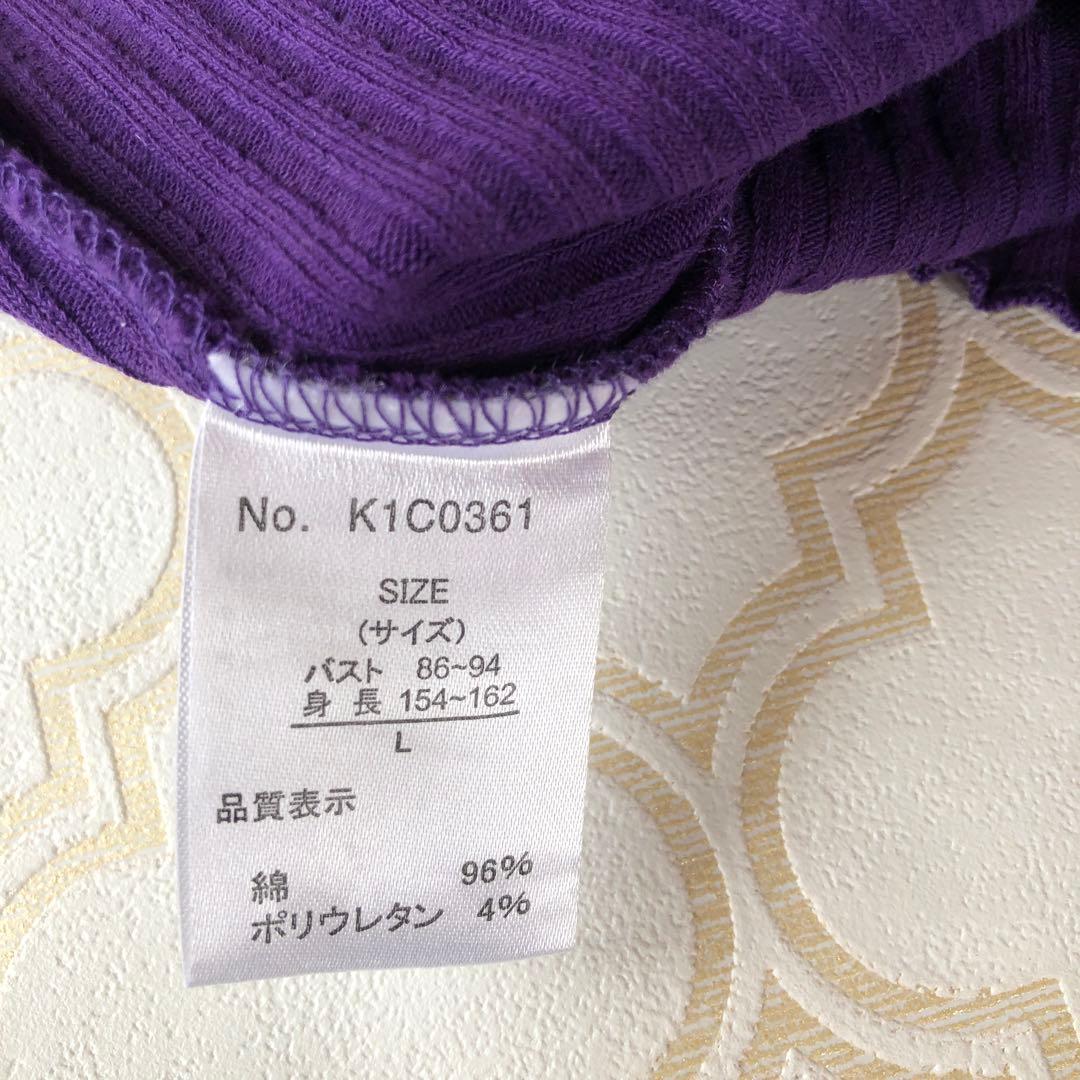 No. K1C0361
SIZE
(サイズ)
バスト 86~94
身長 154~162
L
品質表示
綿 96%
ポリウレタン 4%